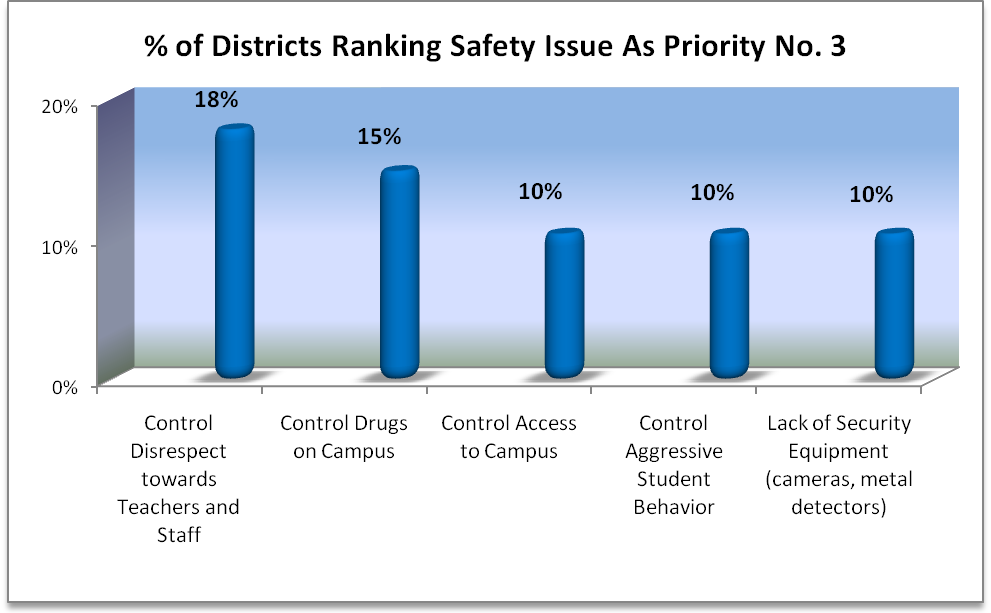 % of Districts Ranking Safety Issue As Priority No. 3
20%
10%
0%
18%
15%
10%
10%
10%
Control
Disrespect
towards
Teachers and
Staff
Control Drugs
on Campus
Control Access
to Campus
Control
Aggressive
Student
Behavior
Lack of Security
Equipment
(cameras, metal
detectors)